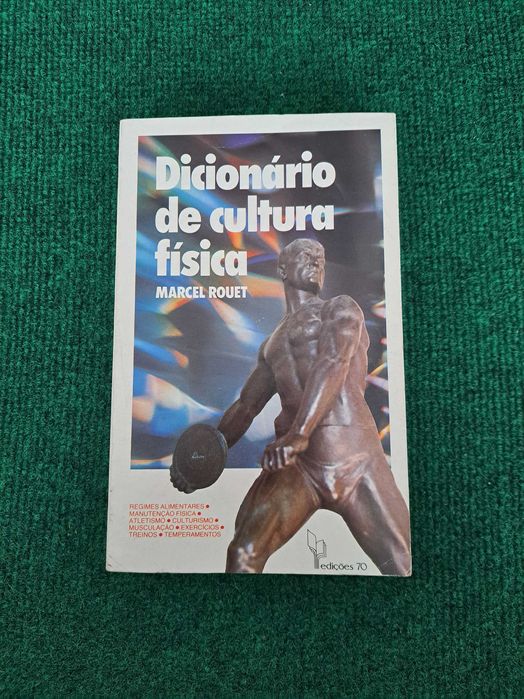 Dicionário
de cultura
física
MARCEL ROUET
REGIMES ALIMENTARES ●
MANUTENÇÃO FÍSICA ●
ATLETISMO ● CULTURISMO ●
MUSCULAÇÃO ● EXERCÍCIOS ●
TREINOS ● TEMPERAMENTOS
edições 70